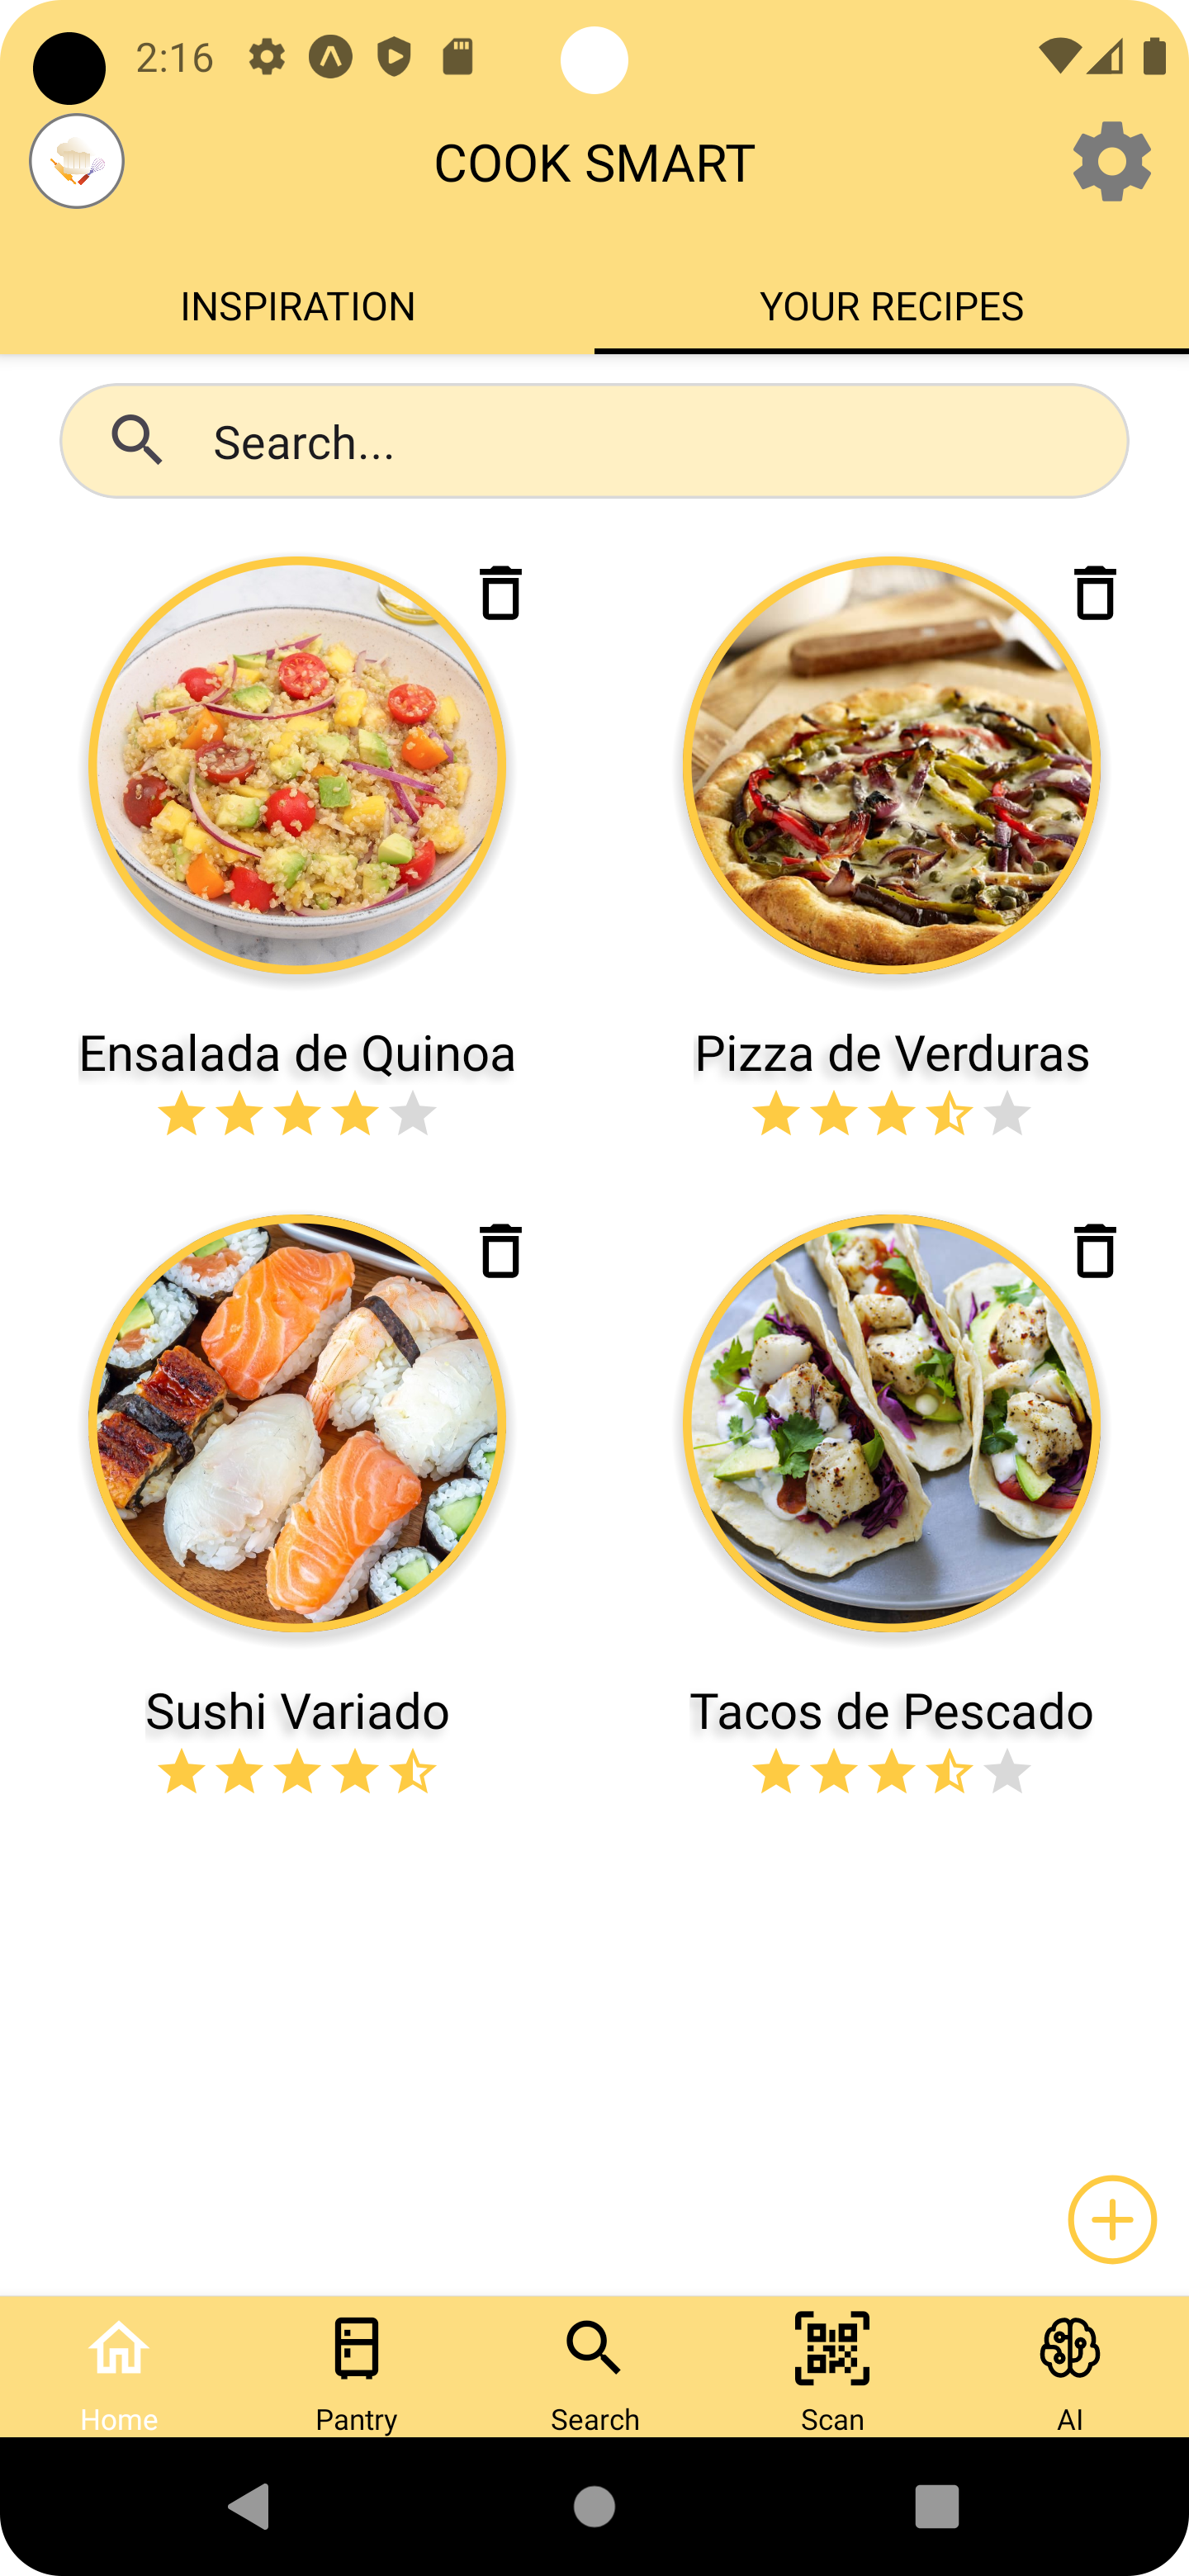 2:16
COOK SMART
INSPIRATION
YOUR RECIPES
Search...
Ensalada de Quinoa
Pizza de Verduras
Sushi Variado
Tacos de Pescado
Home
Pantry
Search
Scan
AI